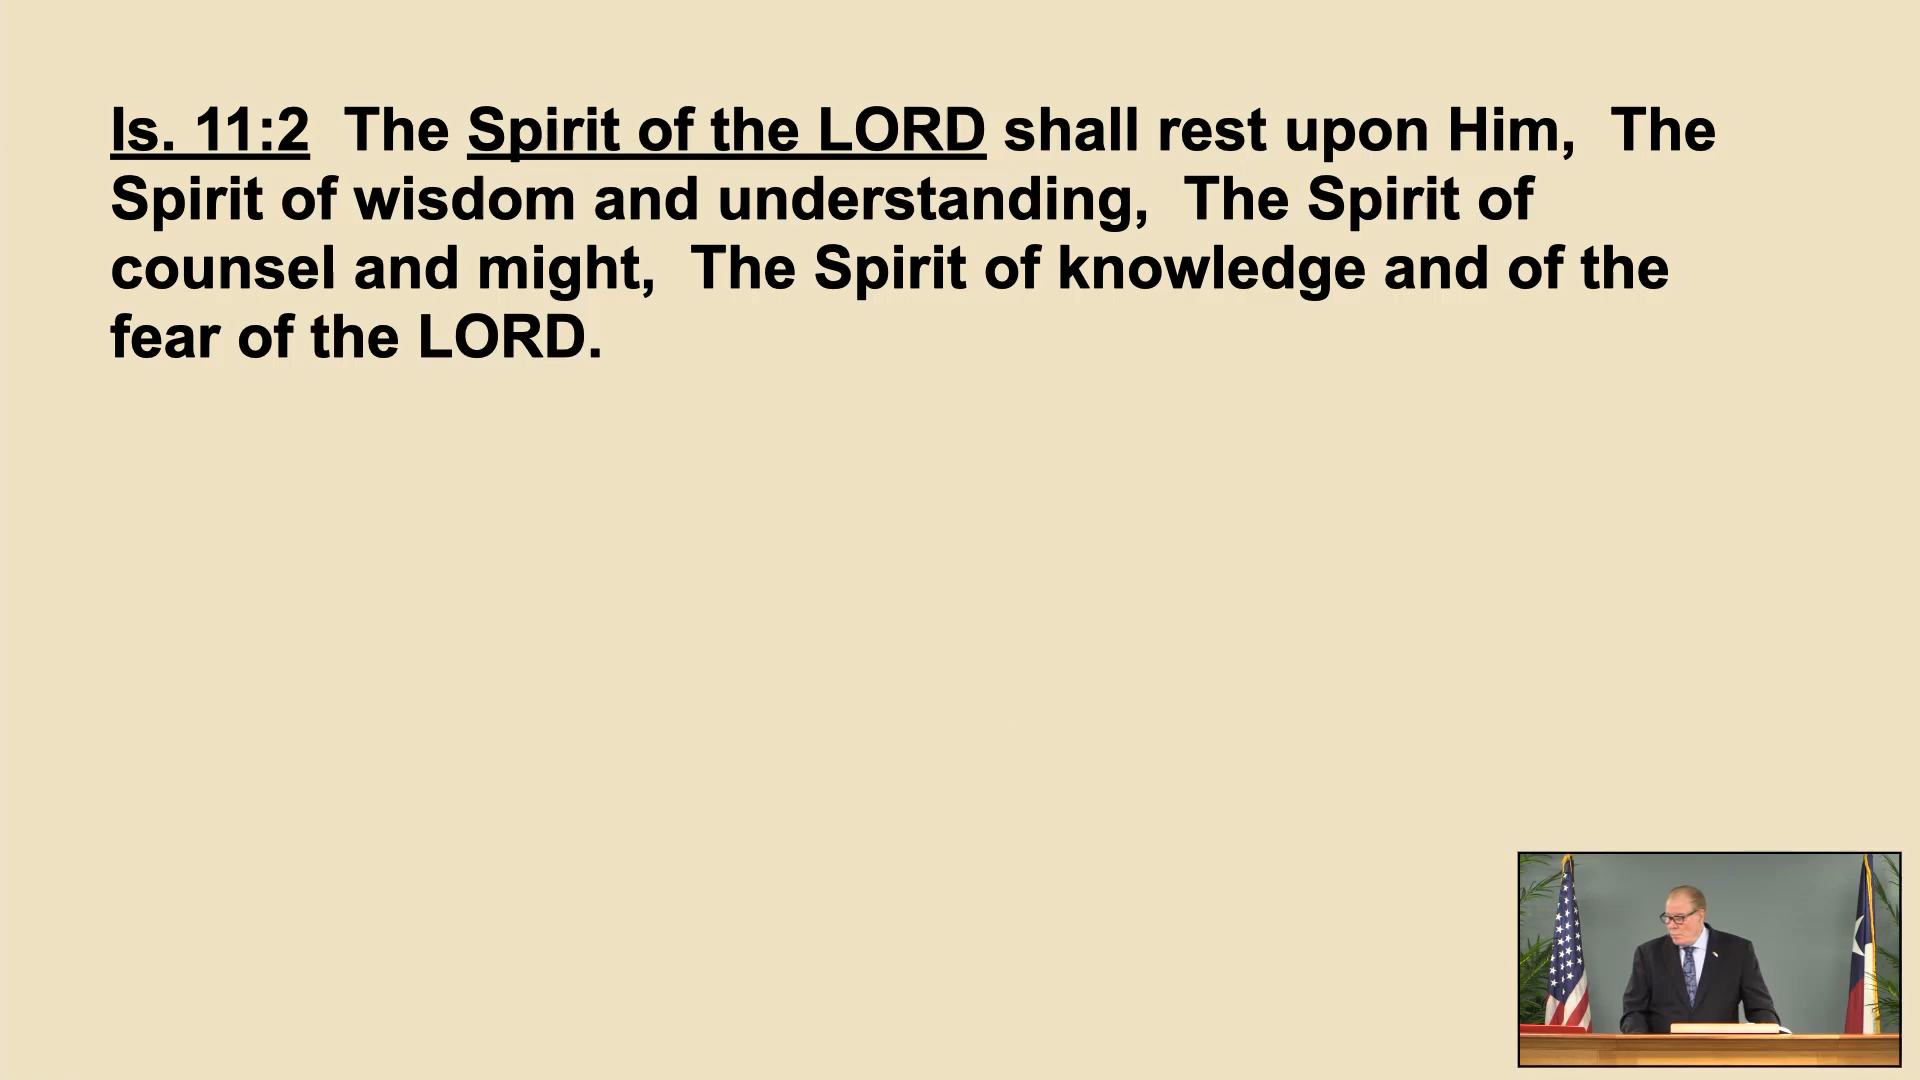 Is. 11:2  The Spirit of the LORD shall rest upon Him,  The
Spirit of wisdom and understanding,  The Spirit of
counsel and might,  The Spirit of knowledge and of the
fear of the LORD.